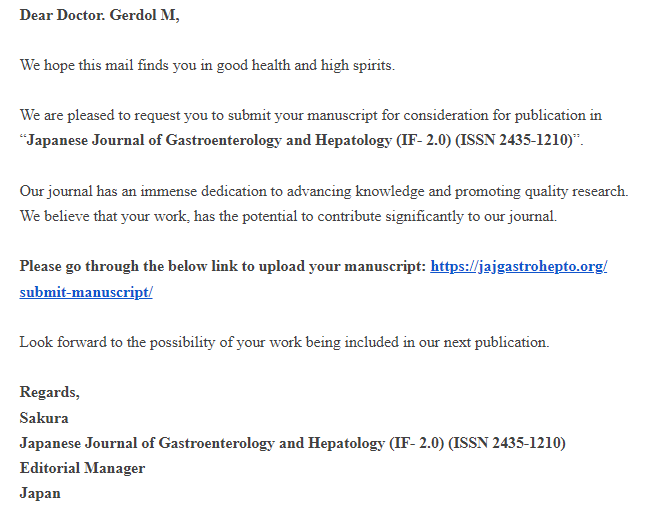 Dear Doctor. Gerdol M,
We hope this mail finds you in good health and high spirits.
We are pleased to request you to submit your manuscript for consideration for publication in
“Japanese Journal of Gastroenterology and Hepatology (IF- 2.0) (ISSN 2435-1210)”.
Our journal has an immense dedication to advancing knowledge and promoting quality research.
We believe that your work, has the potential to contribute significantly to our journal.
Please go through the below link to upload your manuscript: https://jajgastrohepto.org/
submit-manuscript/
Look forward to the possibility of your work being included in our next publication.
Regards,
Sakura
Japanese Journal of Gastroenterology and Hepatology (IF- 2.0) (ISSN 2435-1210)
Editorial Manager
Japan